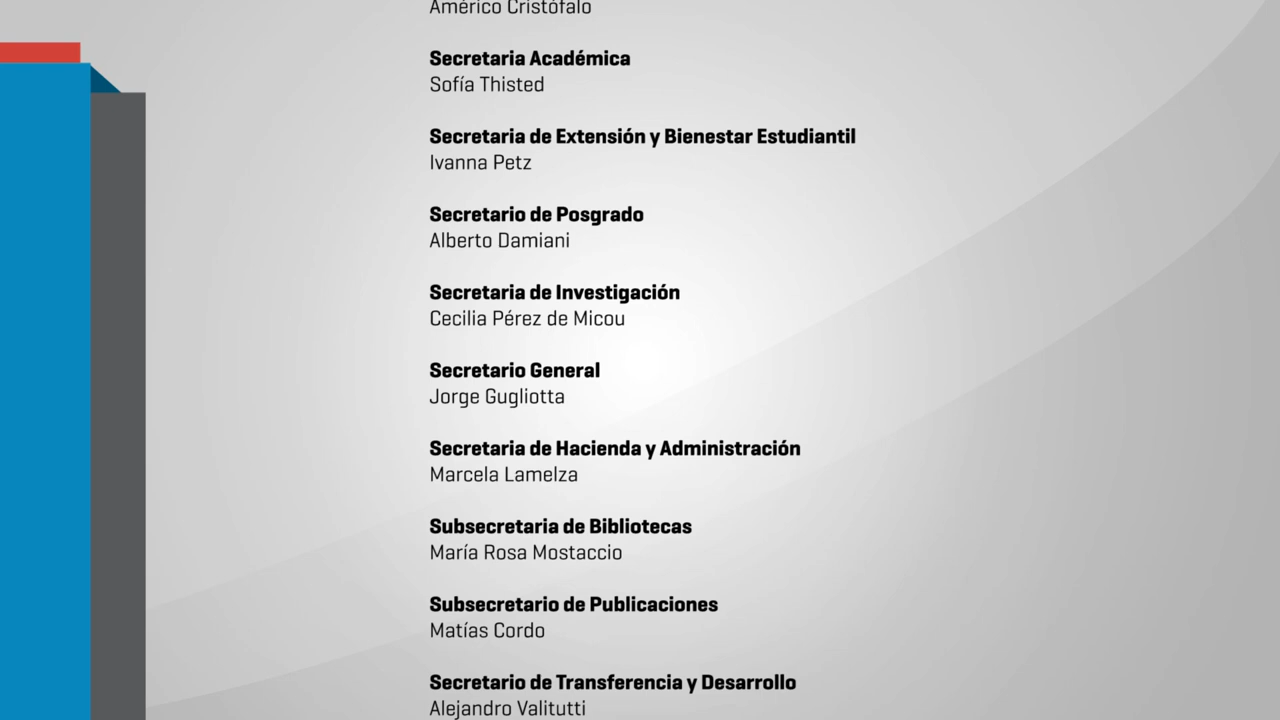 Américo Cristófalo
Secretaria Académica
Sofía Thisted
Secretaria de Extensión y Bienestar Estudiantil
Ivanna Petz
Secretario de Posgrado
Alberto Damiani
Secretaria de Investigación
Cecilia Pérez de Micou
Secretario General
Jorge Gugliotta
Secretaria de Hacienda y Administración
Marcela Lamelza
Subsecretaria de Bibliotecas
María Rosa Mostaccio
Subsecretario de Publicaciones
Matías Cordo
Secretario de Transferencia y Desarrollo
Alejandro Valitutti